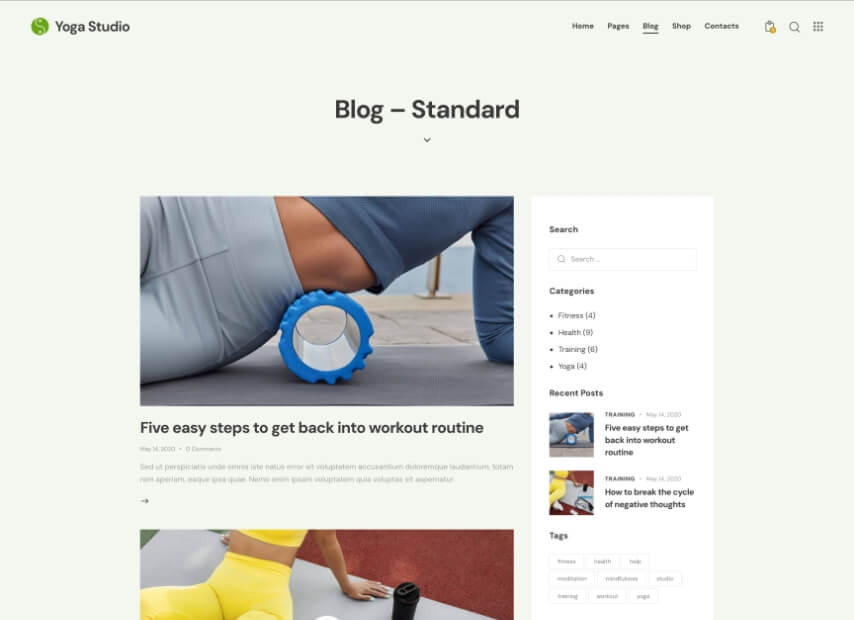 Yoga Studio
Home Pages Blog Shop Contacts
Blog – Standard
Five easy steps to get back into workout routine
May 14, 2020 • 0 Comments
Sed ut perspiciatis unde omnis iste natus error sit voluptatem accusantium doloremque laudantium, totam
rem aperiam, eaque ipsa quae. Nemo enim ipsam voluptatem quia voluptas sit aspernatur.
Search
Search ...
Categories
• Fitness (4)
• Health (9)
• Training (6)
• Yoga (4)
Recent Posts
TRAINING • May 14, 2020
Five easy steps to get
back into workout
routine
TRAINING • May 14, 2020
How to break the cycle
of negative thoughts
Tags
fitness health help
meditation mindfulness studio
training workout yoga